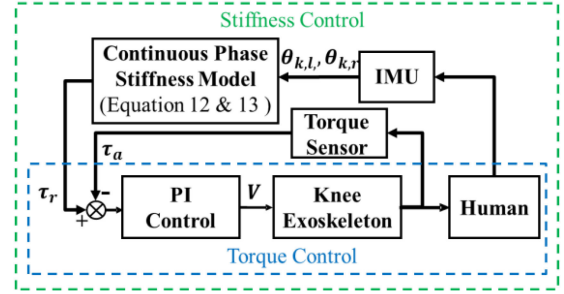 Stiffness Control
Continuous Phase
Stiffness Model
(Equation 12 & 13 )
θk,l,, θk,r
IMU
Torque
Sensor
τa
τr
-
+
PI
Control
V
Knee
Exoskeleton
Human
Torque Control